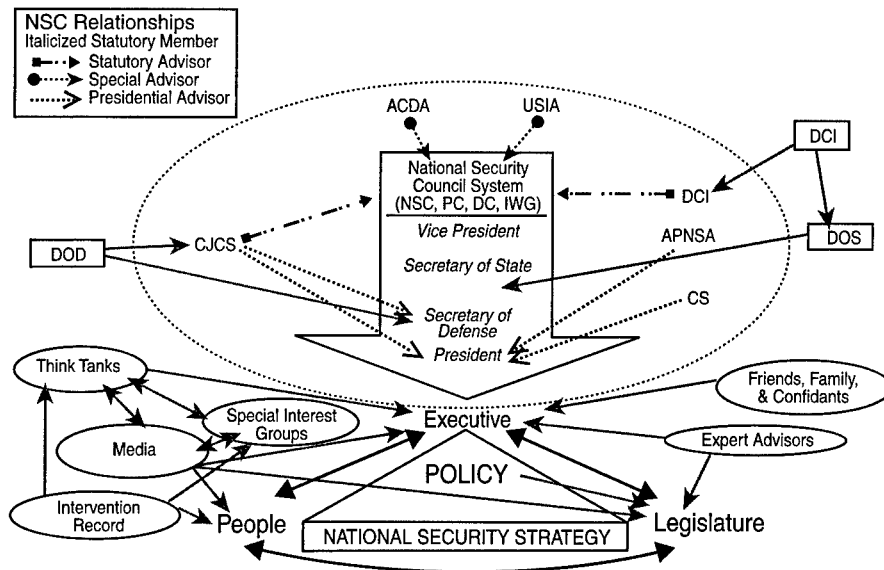 NSC Relationships
Italicized Statutory Member
Statutory Advisor
Special Advisor
Presidential Advisor
ACDA
USIA
DCI
National Security
Council System
(NSC, PC, DC, IWG)
DCI
Vice President
APNSA
DOS
DOD
CJCS
Secretary of State
CS
Secretary of
Defense
President
Think Tanks
Friends, Family,
& Confidants
Special Interest
Groups
Executive
Expert Advisors
Media
POLICY
Intervention
Record
People
Legislature
NATIONAL SECURITY STRATEGY